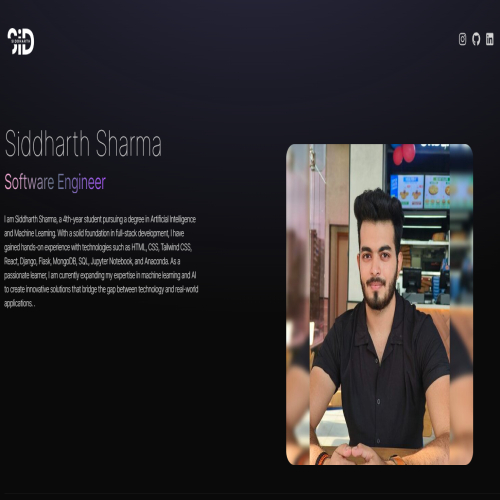 SiD
SIDDHARTH
Siddharth Sharma
Software Engineer
I am Siddharth Sharma, a 4th-year student pursuing a degree in Artificial Intelligence
and Machine Learning. With a solid foundation in full-stack development, I have
gained hands-on experience with technologies such as HTML, CSS, Tailwind CSS,
React, Django, Flask, MongoDB, SQL, Jupyter Notebook, and Anaconda. As a
passionate learner, I am currently expanding my expertise in machine learning and AI
to create innovative solutions that bridge the gap between technology and real-world
applications. .